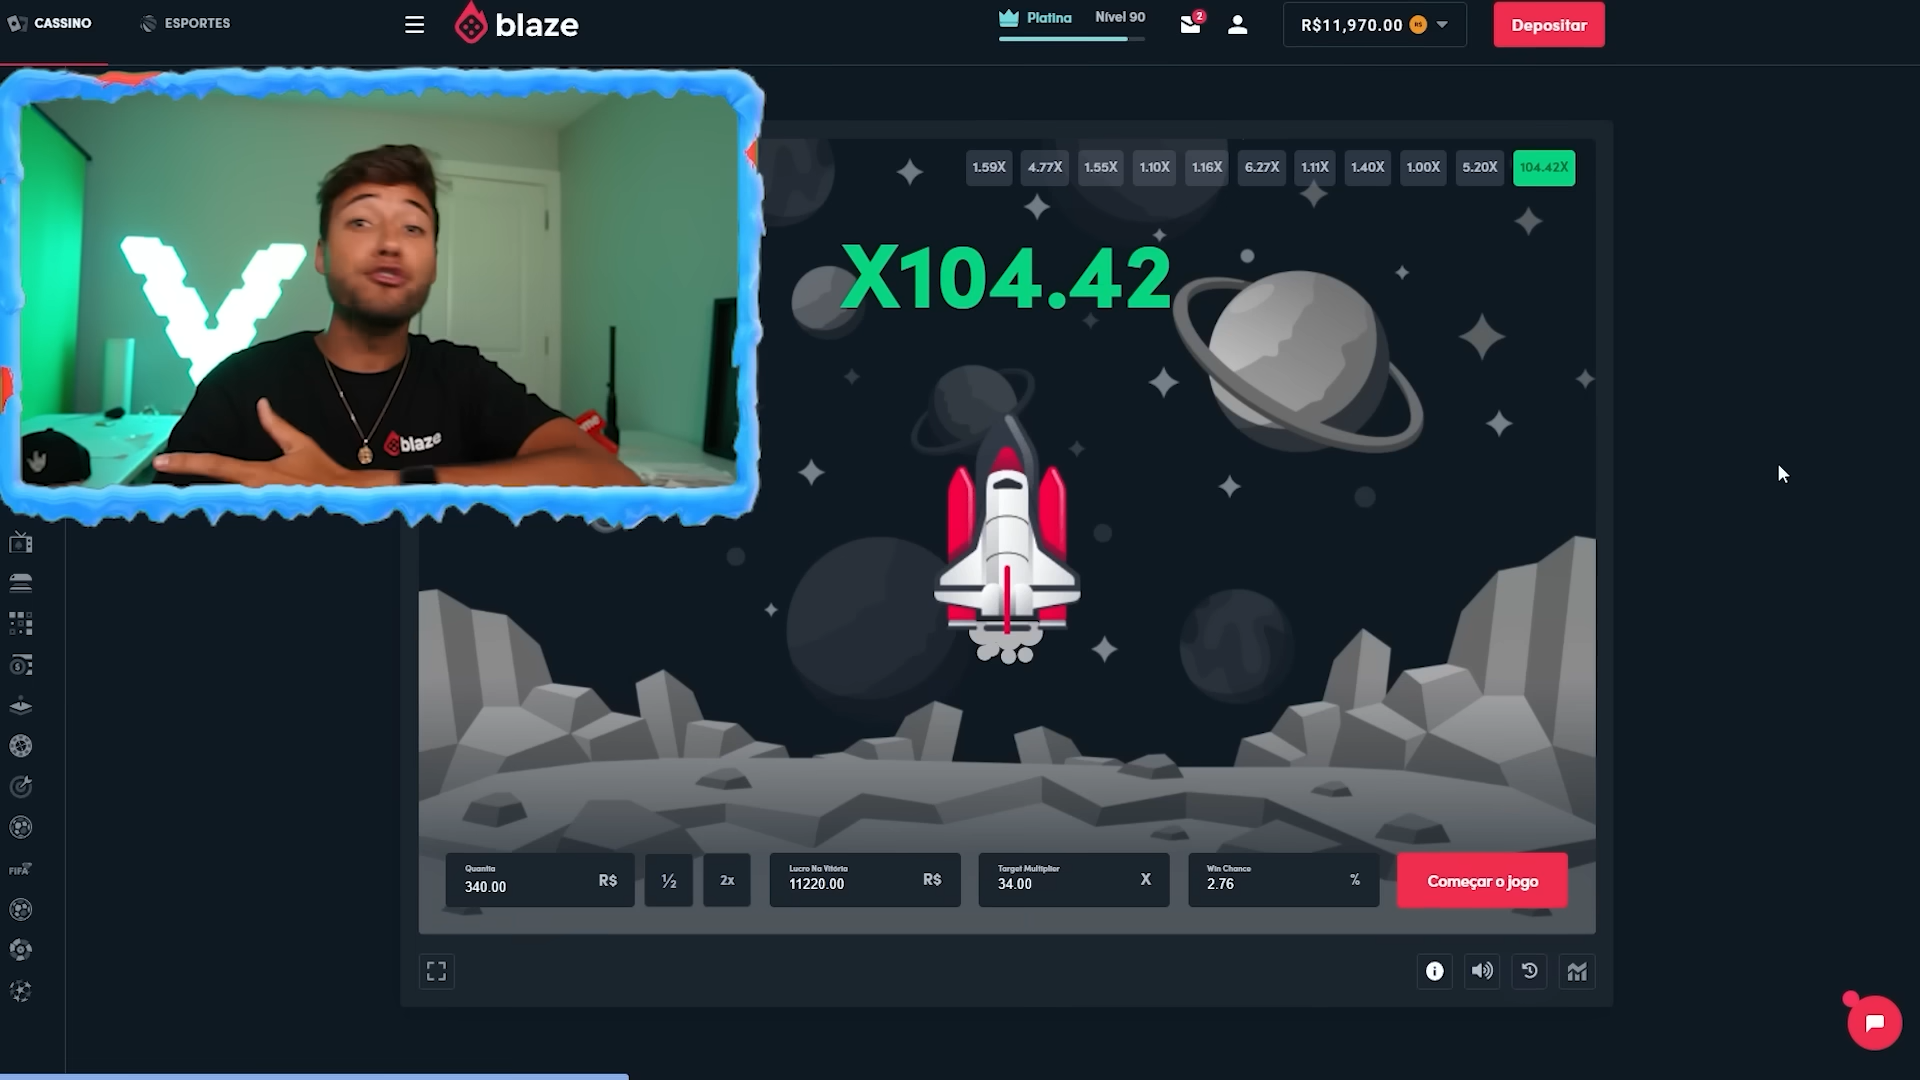 CASSINO
ESPORTES
blaze
Platina
Nível 90
2
R$11,970.00
R$
Depositar
1.59X
4.77X
1.55X
1.10X
1.16X
6.27X
1.11X
1.40X
1.00X
5.20X
104.42X
X104.42
blaze
FIFA
Quantia
340.00
R$
½
2x
Lucro Na Vitória
11220.00
R$
Target Multiplier
34.00
X
Win Chance
2.76
%
Começar o jogo